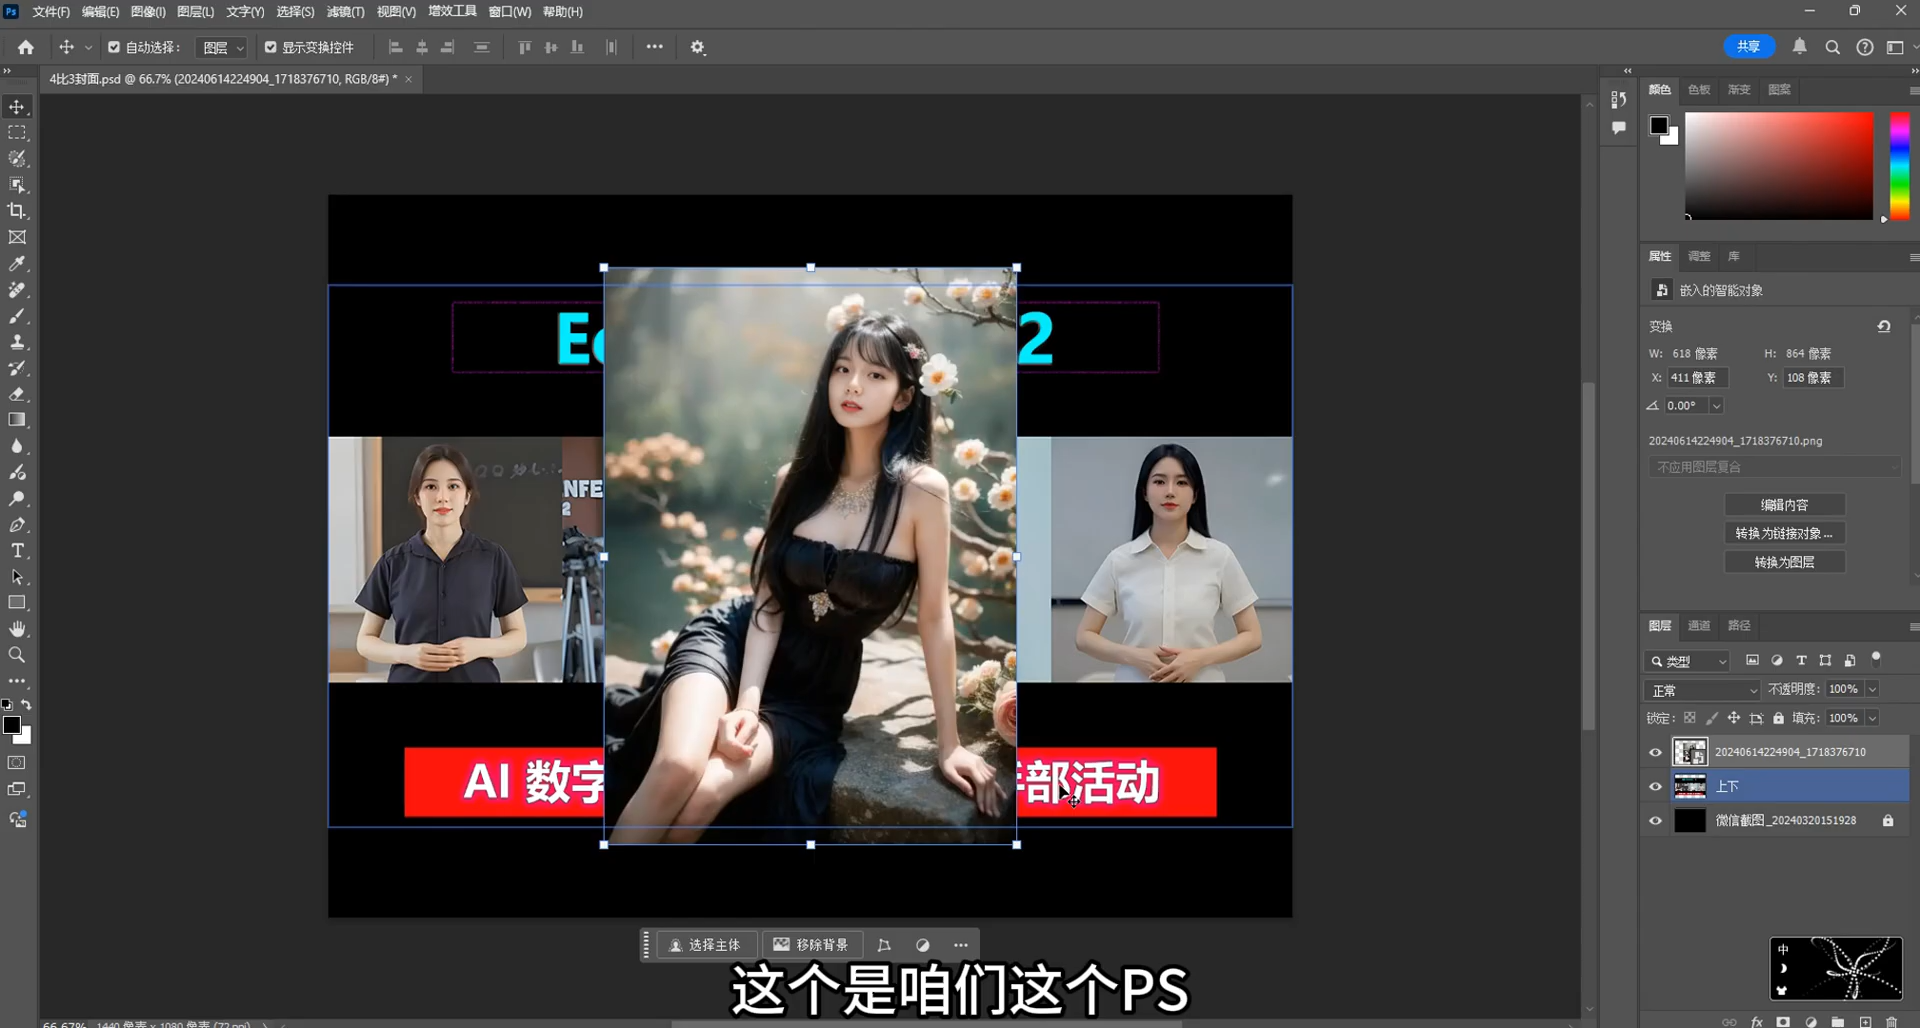 Ps 文件(F) 编辑(E) 图像(I) 图层(L) 文字(Y) 选择(S) 滤镜(T) 视图(V) 增效工具 窗口(W) 帮助(H)
自动选择： 图层 显示变换控件 共享
4比3封面.psd @ 66.7% (20240614224904_1718376710, RGB/8#) *
颜色 色板 渐变 图案
属性 调整 库
嵌入的智能对象
变换
W: 618 像素 H: 864 像素
X: 411 像素 Y: 108 像素
0.00°
20240614224904_1718376710.png
不应用图层复合
编辑内容
转换为链接对象...
转换为图层
图层 通道 路径
类型
正常 不透明度: 100%
锁定: 填充: 100%
20240614224904_1718376710
上下
微信截图_20240320151928
2
NFE
2
AI 数字
部活动
选择主体 移除背景
中
这个是咱们这个PS
66.67% 1440 像素 x 1080 像素 (72 ppi)